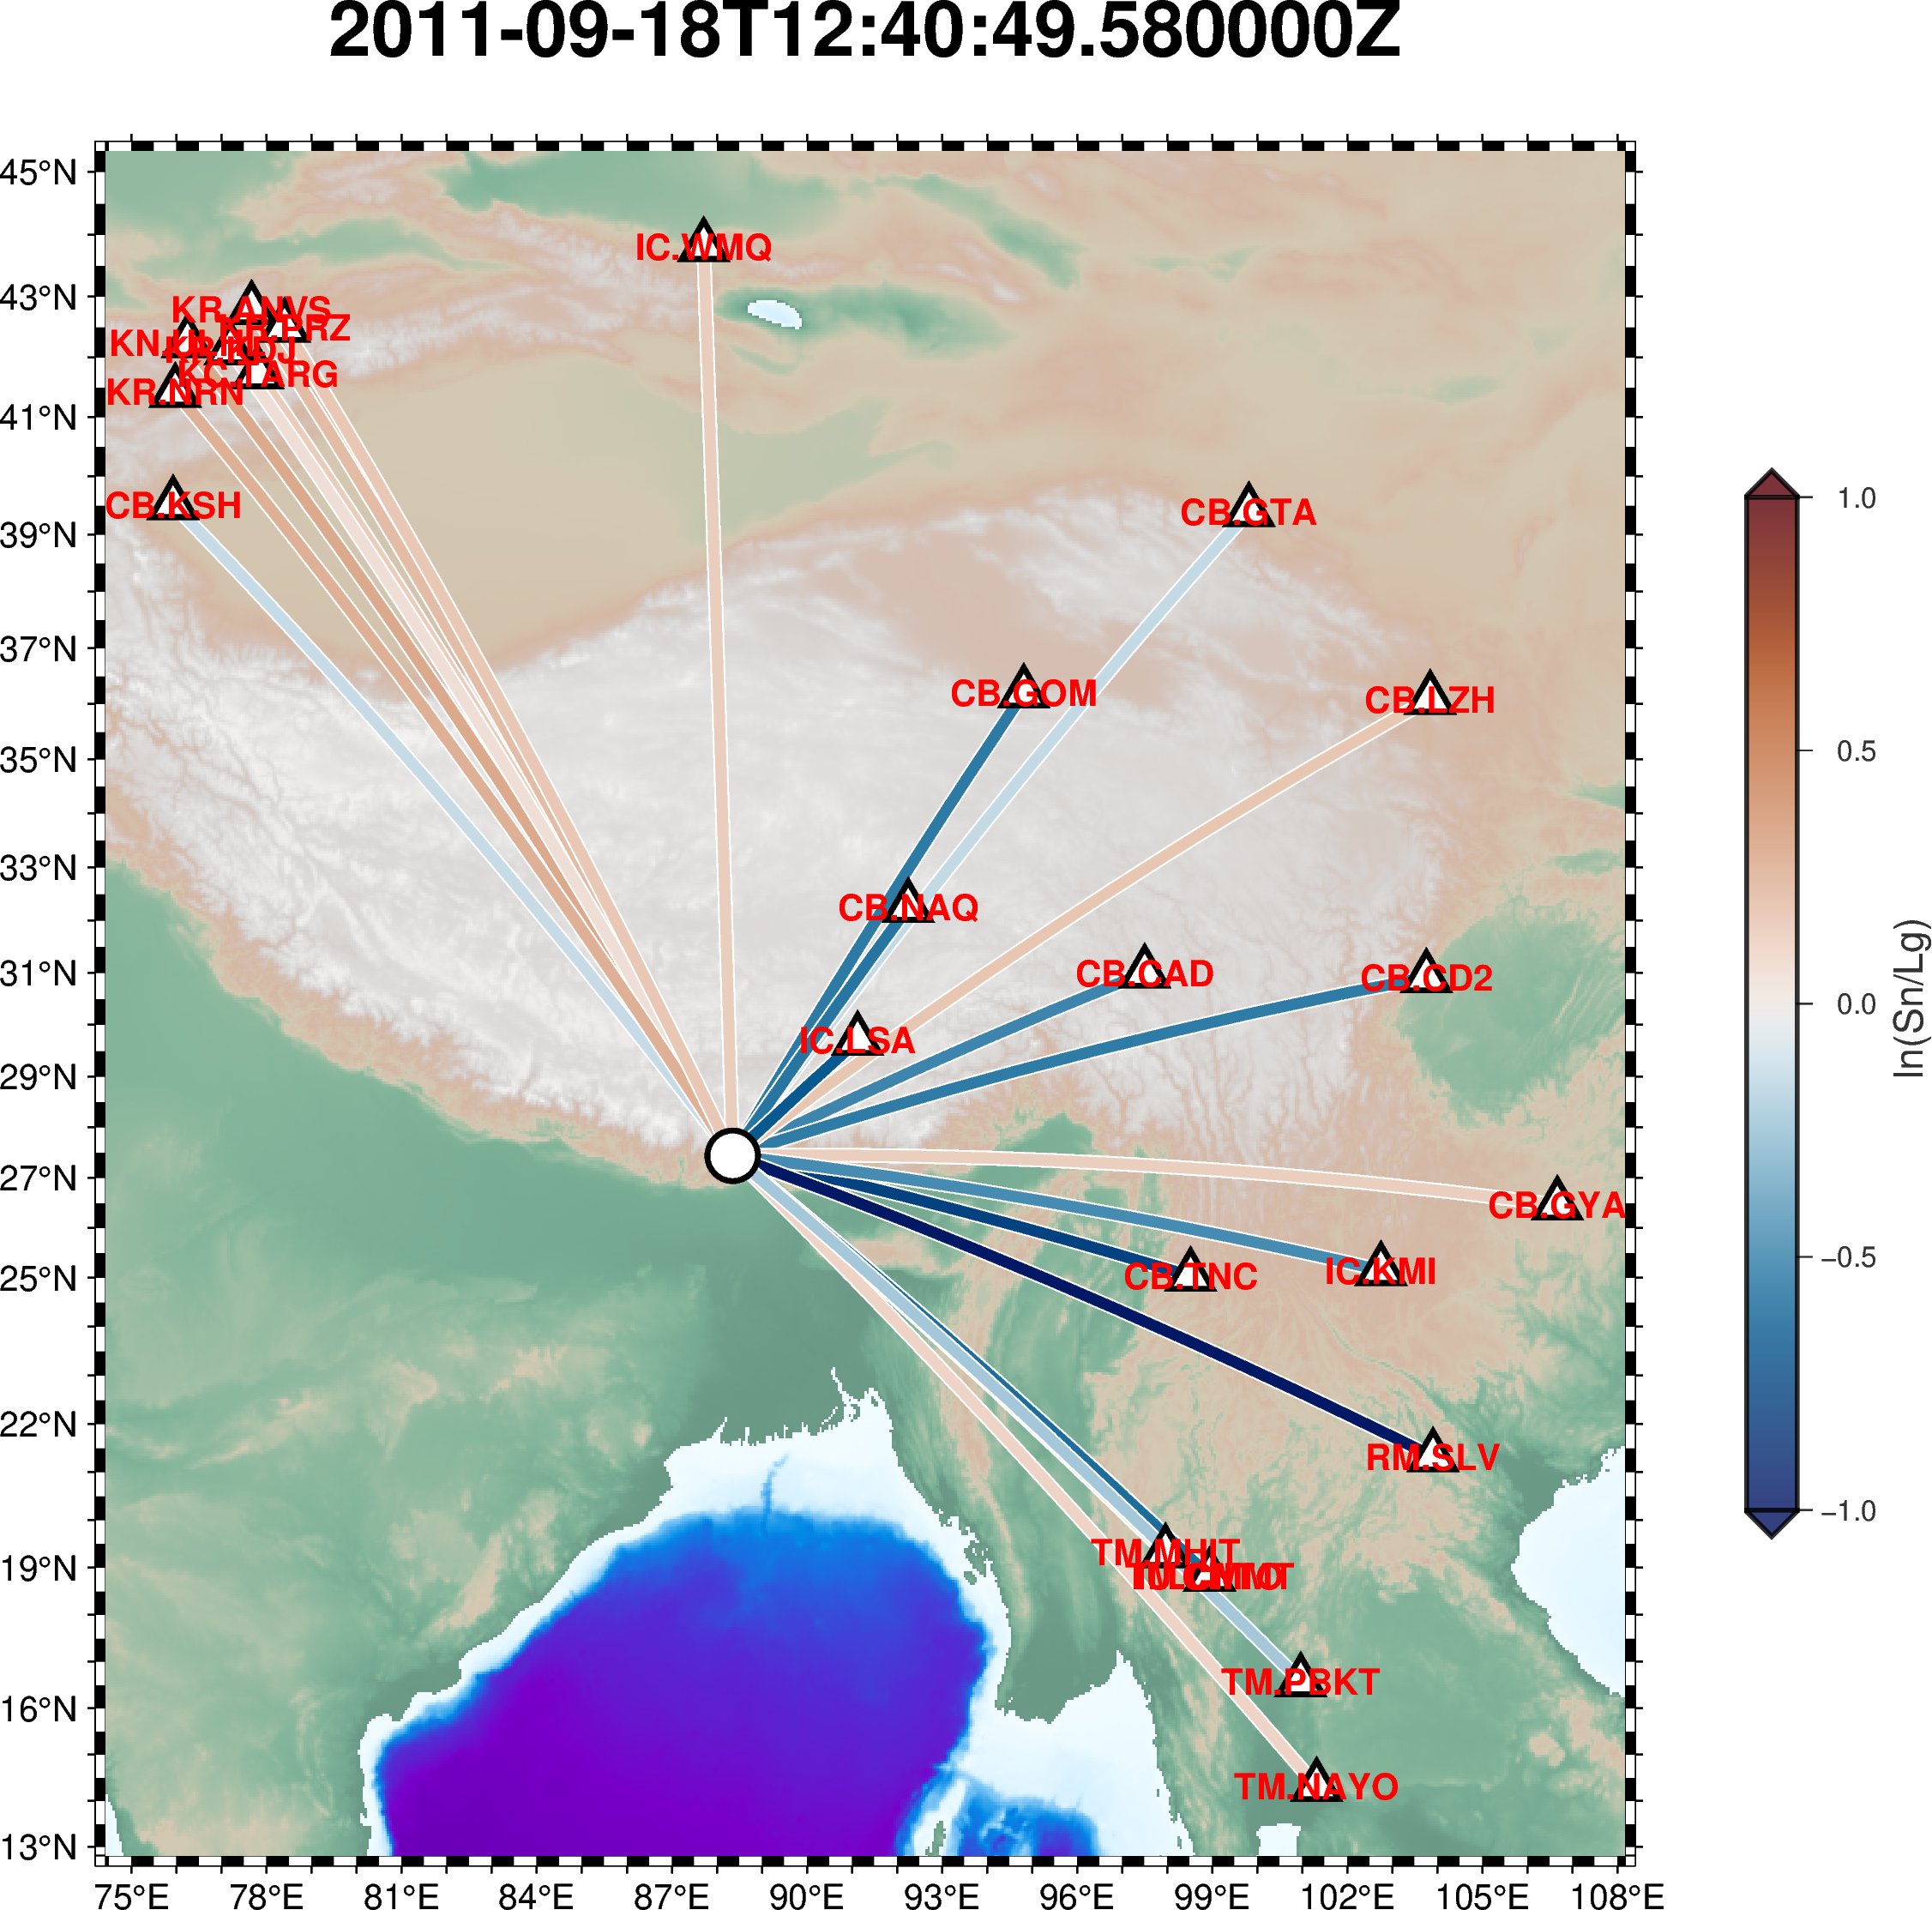 2011-09-18T12:40:49.580000Z
45°N
43°N
41°N
39°N
37°N
35°N
33°N
31°N
29°N
27°N
25°N
22°N
19°N
16°N
13°N
IC.WMQ
KR.ANVS
KR.PRZ
KR.NRN
TARG
CB.KSH
CB.GTA
CB.GOM
CB.LZH
CB.NAQ
CB.CAD
CB.CD2
IC.LSA
CB.GYA
CB.TNC
IC.KMI
RM.SLV
TM.MHIT
TM.PBKT
TM.NAYO
75°E 78°E 81°E 84°E 87°E 90°E 93°E 96°E 99°E 102°E 105°E 108°E
1.0
0.5
0.0
−0.5
−1.0
ln(Sn/Lg)